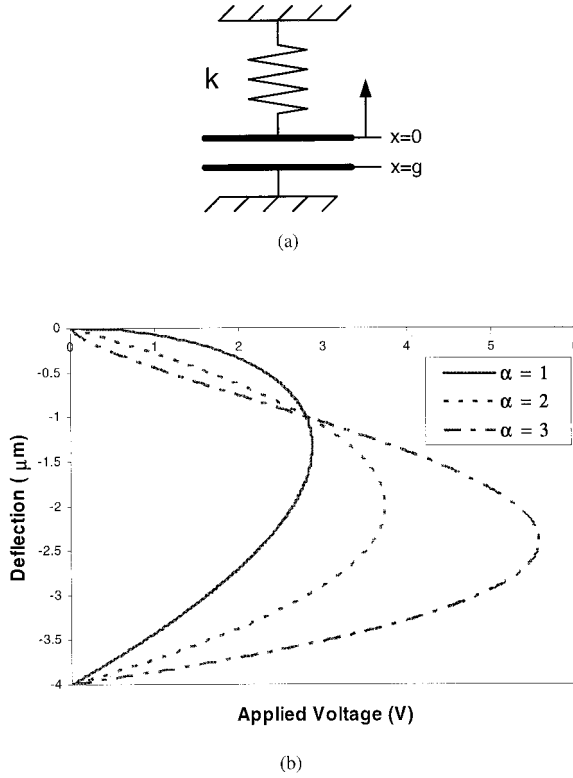 k
x=0
x=g
(a)
0
0 1 2 3 4 5
-0.5
-1
-1.5
-2
-2.5
-3
-3.5
-4
α = 1
α = 2
α = 3
Deflection ( μm)
Applied Voltage (V)
(b)